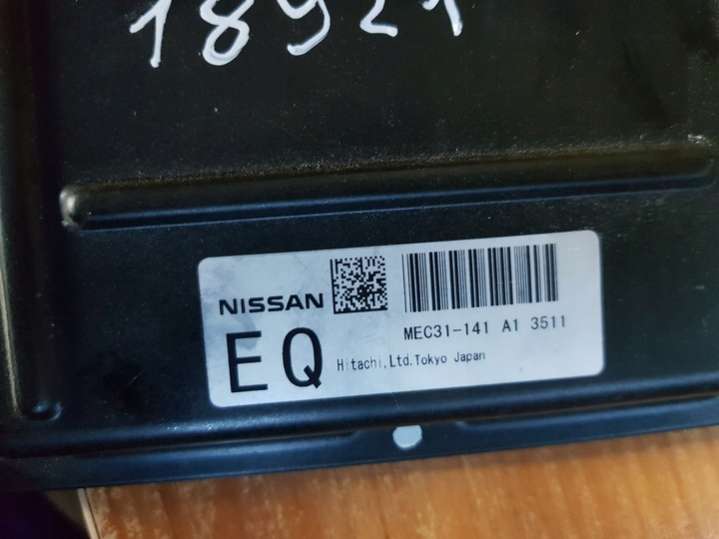 18921
NISSAN
EQ
MEC31-141 A1 3511
Hitachi,Ltd.Tokyo Japan